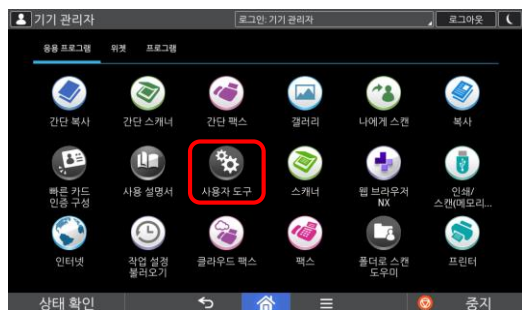 기기 관리자
로그인: 기기 관리자
로그아웃
응용 프로그램 위젯 프로그램
간단 복사
간단 스캐너
간단 팩스
갤러리
나에게 스캔
복사
빠른 카드
인증 구성
사용 설명서
사용자 도구
스캐너
웹 브라우저
NX
인쇄/
스캔(메모리...
인터넷
작업 설정
불러오기
클라우드 팩스
팩스
폴더로 스캔
도우미
프린터
상태 확인
중지